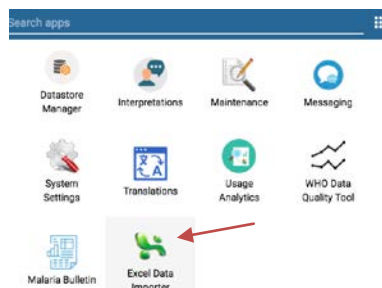 Search apps
Datastore
Manager
Interpretations
Maintenance
Messaging
System
Settings
Translations
Usage
Analytics
WHO Data
Quality Tool
Malaria Bulletin
Excel Data
Importer